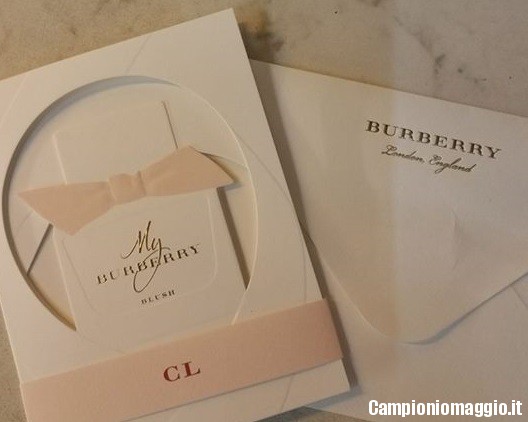 My
BURBERRY
BLUSH
CL
BURBERRY
London, England
Campioniomaggio.it